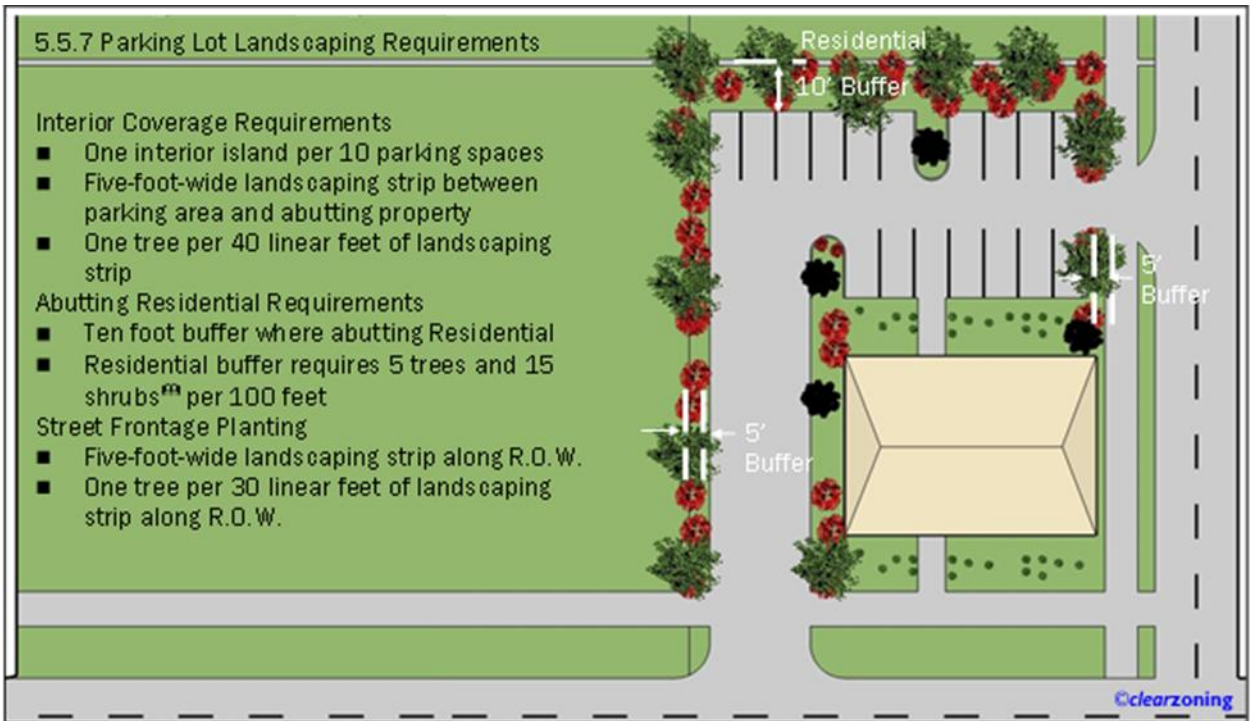 5.5.7 Parking Lot Landscaping Requirements
Residential
10' Buffer
Interior Coverage Requirements
■ One interior island per 10 parking spaces
■ Five-foot-wide landscaping strip between
parking area and abutting property
■ One tree per 40 linear feet of landscaping
strip
Abutting Residential Requirements
■ Ten foot buffer where abutting Residential
■ Residential buffer requires 5 trees and 15
shrubs per 100 feet
Street Frontage Planting
■ Five-foot-wide landscaping strip along R.O.W.
■ One tree per 30 linear feet of landscaping
strip along R.O.W.
5'
Buffer
5'
Buffer
©clearzoning